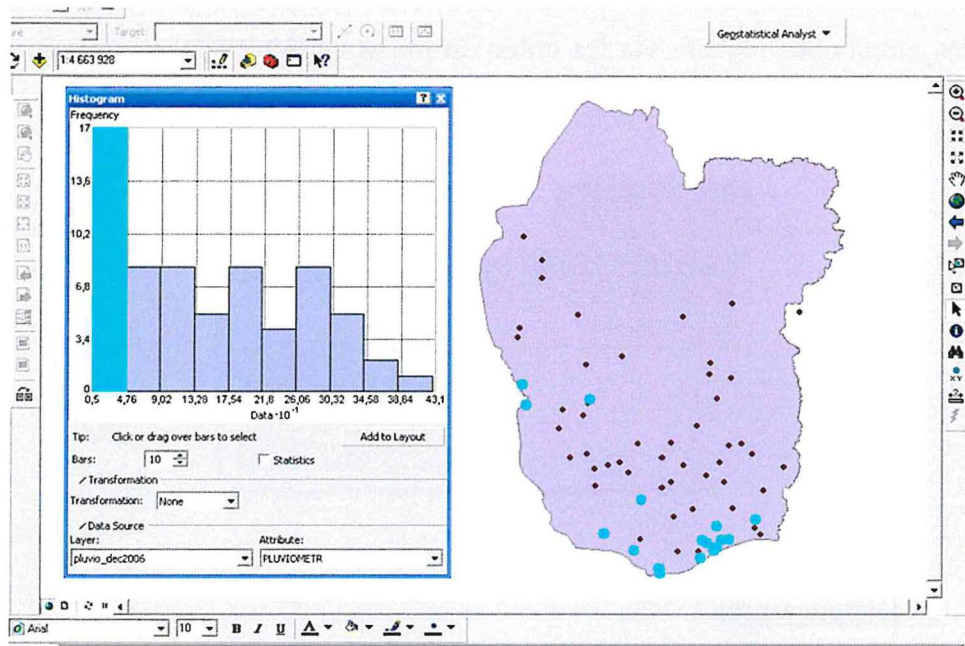 ure
Target:
Geostatistical Analyst
1:4 663 928
Histogram
Frequency
17
13,6
10,2
6,8
3,4
0
0,5 4,76 9,02 13,28 17,54 21,8 26,06 30,32 34,58 38,84 43,1
Data·10⁻¹
Tip: Click or drag over bars to select
Add to Layout
Bars: 10
Statistics
Transformation
Transformation: None
Data Source
Layer: Attribute:
pluvio_dec2006 PLUVIOMETR
XY
Arial 10 B I U A